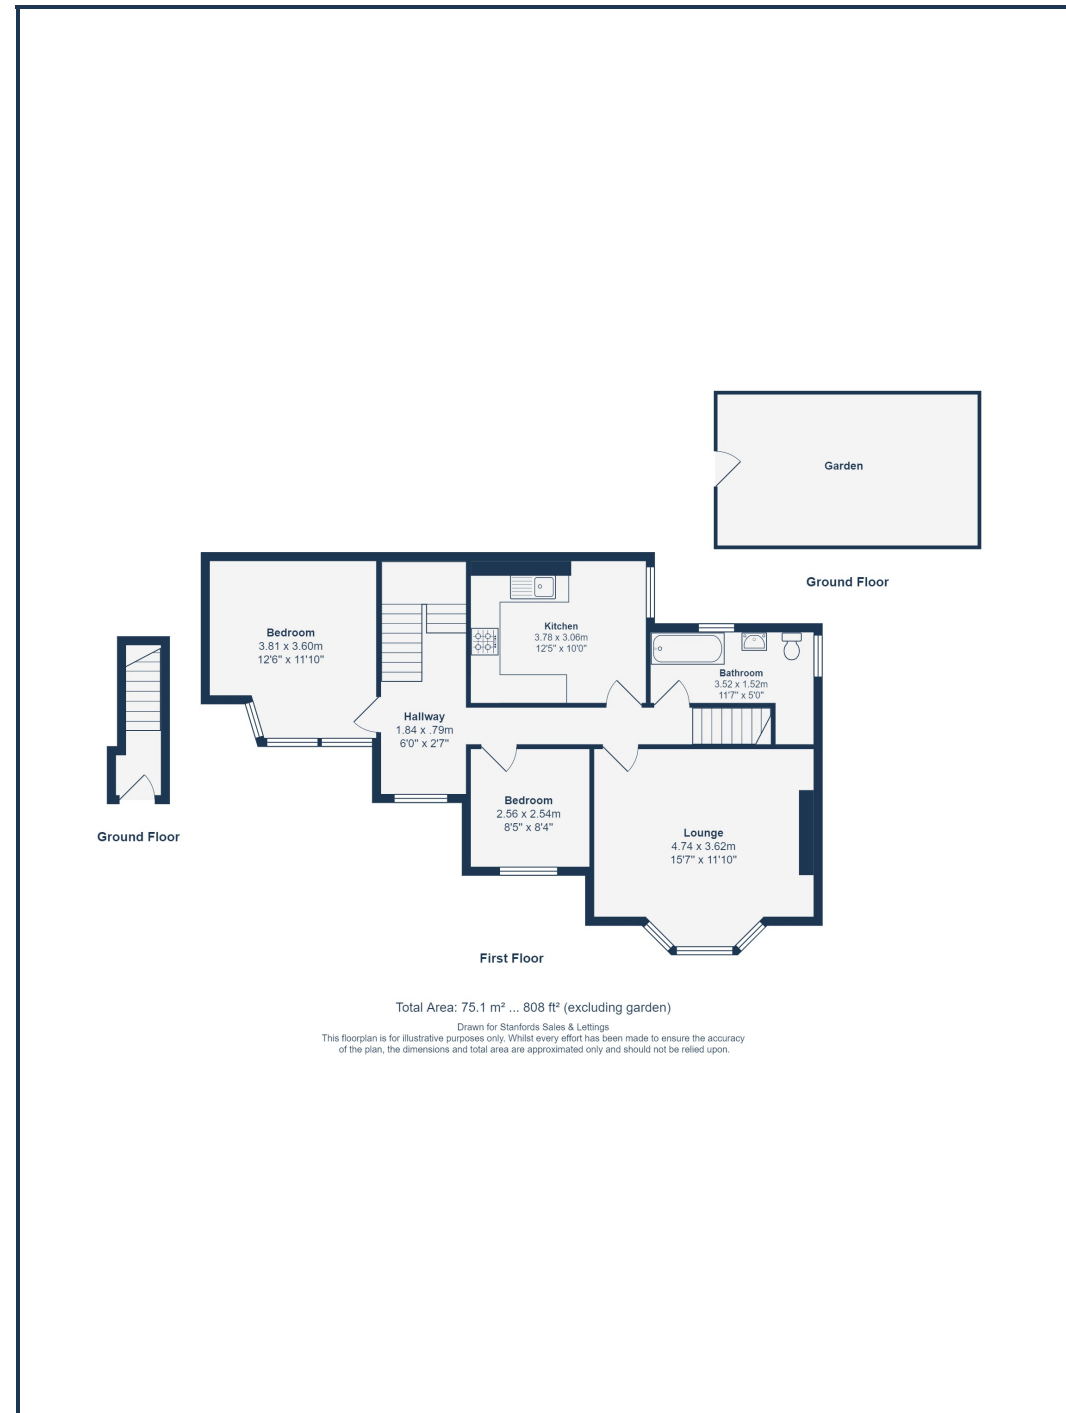 Garden
Ground Floor
Bedroom
3.81 x 3.60m
12'6" x 11'10"
Kitchen
3.78 x 3.06m
12'5" x 10'0"
Bathroom
3.52 x 1.52m
11'7" x 5'0"
Hallway
1.84 x .79m
6'0" x 2'7"
Bedroom
2.56 x 2.54m
8'5" x 8'4"
Lounge
4.74 x 3.62m
15'7" x 11'10"
Ground Floor
First Floor
Total Area: 75.1 m² ... 808 ft² (excluding garden)
Drawn for Stanfords Sales & Lettings
This floorplan is for illustrative purposes only. Whilst every effort has been made to ensure the accuracy
of the plan, the dimensions and total area are approximated only and should not be relied upon.